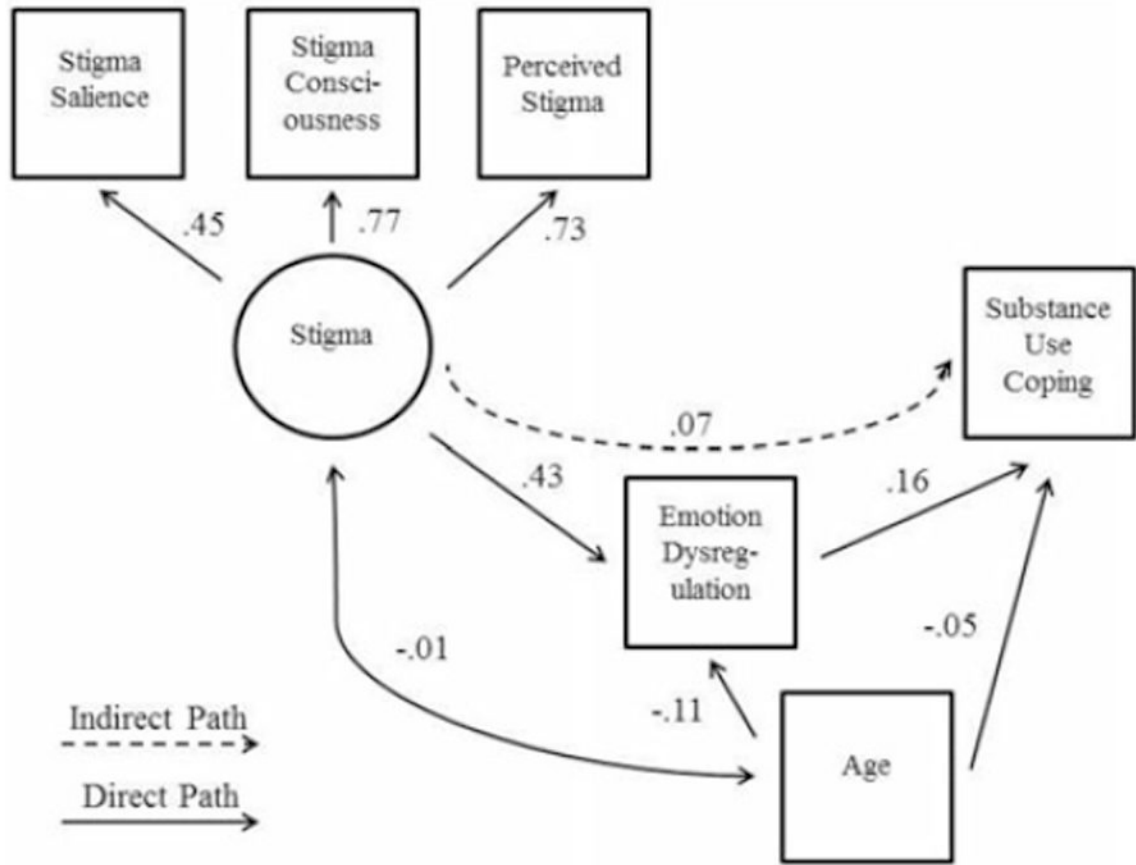 Stigma
Salience
Stigma
Consci-
ousness
Perceived
Stigma
.45
.77
.73
Stigma
Substance
Use
Coping
.07
.43
.16
Emotion
Dysreg-
ulation
-.01
-.05
-.11
Age
Indirect Path
Direct Path